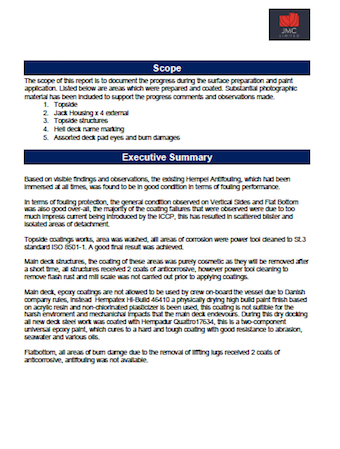 JMC
Scope
The scope of this report is to document the progress during the surface preparation and paint
application. Listed below are areas which were prepared and coated. Substantial photographic
material has been included to support the progress comments and observations made.
1. Topside
2. Jack Housing x 4 external
3. Topside structures
4. Heli deck name marking
5. Assorted deck pad eyes and burn damages
Executive Summary
Based on visible findings and observations, the existing Hempel Antifouling, which had been
immersed at all times, was found to be in good condition in terms of fouling performance.
In terms of fouling protection, the general condition observed on Vertical Sides and Flat Bottom
was also good over-all, the majority of the coating failures that were observed were due to too
much impress current being introduced by the ICCP, this has resulted in scattered blister and
isolated areas of detachment.
Topside coatings works, area was washed, all areas of corrosion were power tool cleaned to St.3
standard ISO 8501-1. A good final result was achieved.
Main deck structures, the coating of these areas was purely cosmetic as they will be removed after
a short time, all structures received 2 coats of anticorrosive, however power tool cleaning to
remove flash rust and mill scale was not carried out prior to applying coatings.
Main deck, epoxy coatings are not allowed to be used by crew on-board the vessel due to Danish
company rules, instead Hempatex Hi-Build 46410 a physically drying high build paint finish based
on acrylic resin and non-chlorinated plasticizer is been used, this coating is not suitible for the
harsh enviroment and mechanichal impacts that the main deck endevours. During this dry docking
all new deck steel work was coated with Hempadur Quattro17634, this is a two-component
universal epoxy paint, which cures to a hard and tough coating with good resistance to abrasion,
seawater and various oils.
Flatbottom, all areas of burn damge due to the removal of liffting lugs received 2 coats of
anticorrosive, antifouting was not available.